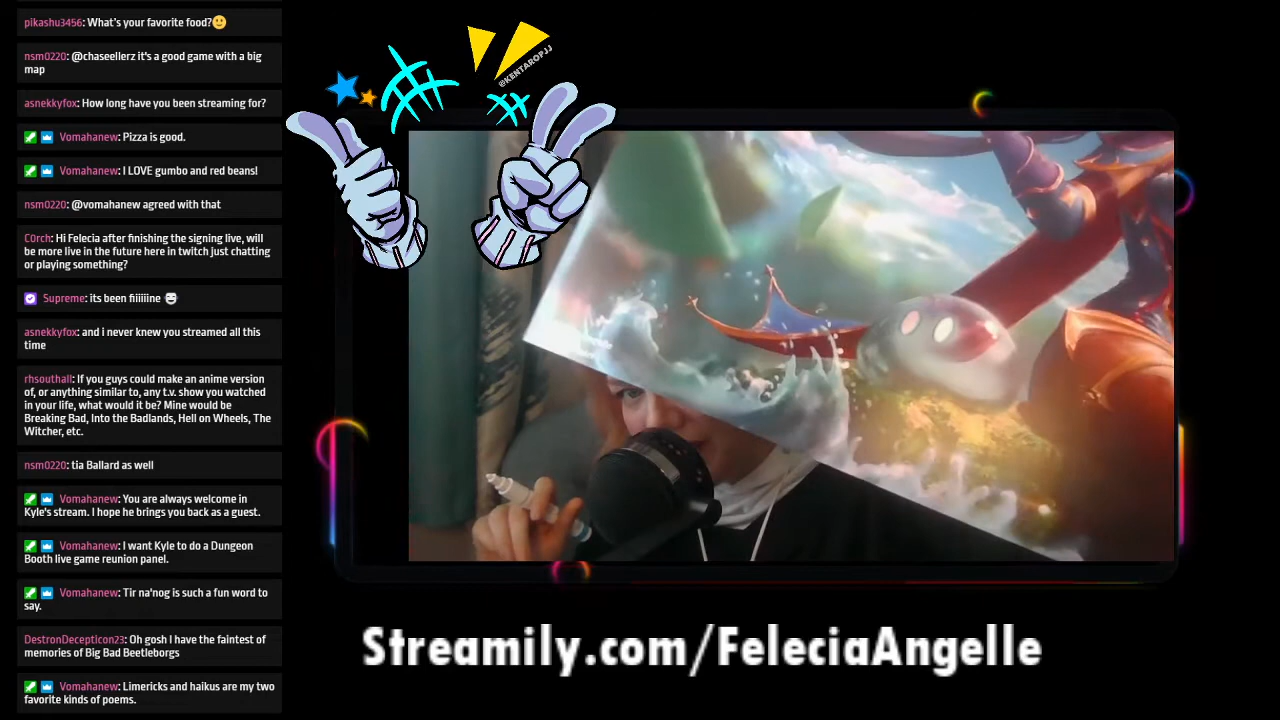 pikashu3456: What's your favorite food?🙂
nsm0220: @chaseellerz it's a good game with a big
map
asnekkyfox: How long have you been streaming for?
Vomahanew: Pizza is good.
Vomahanew: I LOVE gumbo and red beans!
nsm0220: @vomahanew agreed with that
C0rch: Hi Felecia after finishing the signing live, will
be more live in the future here in twitch just chatting
or playing something?
Supreme: its been fiiiiiine
asnekkyfox: and i never knew you streamed all this
time
rhsouthall: If you guys could make an anime version
of, or anything similar to, any t.v. show you watched
in your life, what would it be? Mine would be
Breaking Bad, Into the Badlands, Hell on Wheels, The
Witcher, etc.
nsm0220: tia Ballard as well
Vomahanew: You are always welcome in
Kyle's stream. I hope he brings you back as a guest.
Vomahanew: I want Kyle to do a Dungeon
Booth live game reunion panel.
Vomahanew: Tir na'nog is such a fun word to
say.
DestronDecepticon23: Oh gosh I have the faintest of
memories of Big Bad Beetleborgs
Vomahanew: Limericks and haikus are my two
favorite kinds of poems.
@KENTAROPJJ
Streamily.com/FeleciaAngelle